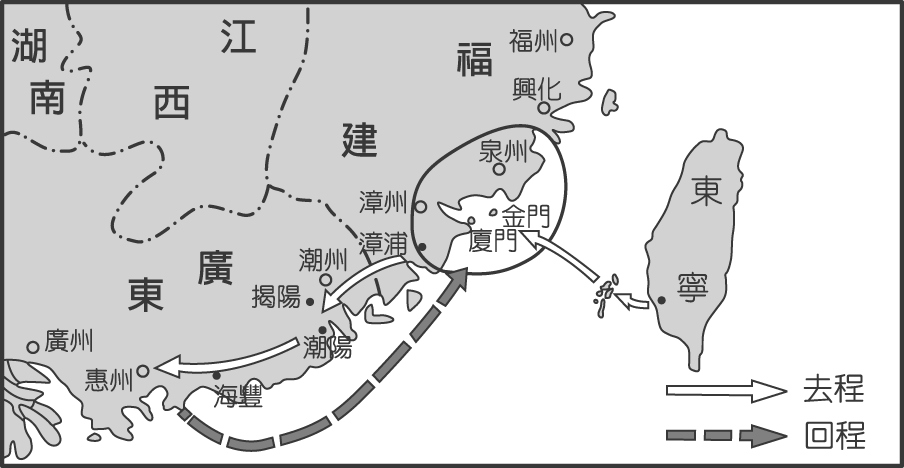 湖南
江西
福建
廣東
福州
興化
泉州
金門
廈門
漳州
漳浦
潮州
揭陽
潮陽
廣州
惠州
海豐
東寧
去程
回程